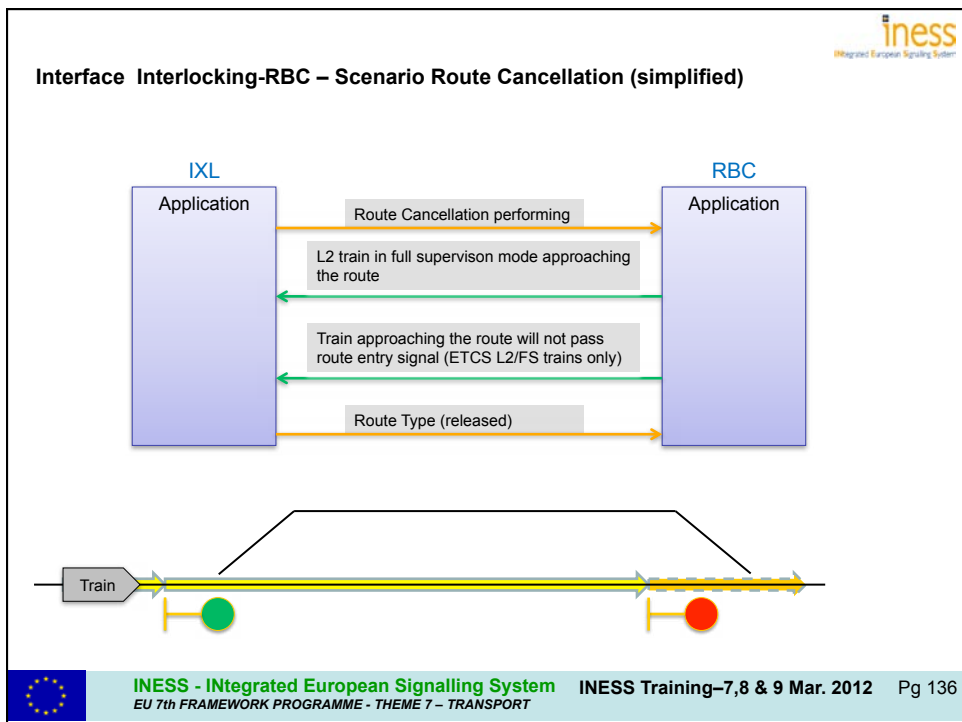 iness
INtegrated European Signalling System
Interface Interlocking-RBC – Scenario Route Cancellation (simplified)
IXL
RBC
Application
Application
Route Cancellation performing
L2 train in full supervison mode approaching
the route
Train approaching the route will not pass
route entry signal (ETCS L2/FS trains only)
Route Type (released)
Train
INESS - INtegrated European Signalling System
INESS Training–7,8 & 9 Mar. 2012
Pg 136
EU 7th FRAMEWORK PROGRAMME - THEME 7 – TRANSPORT